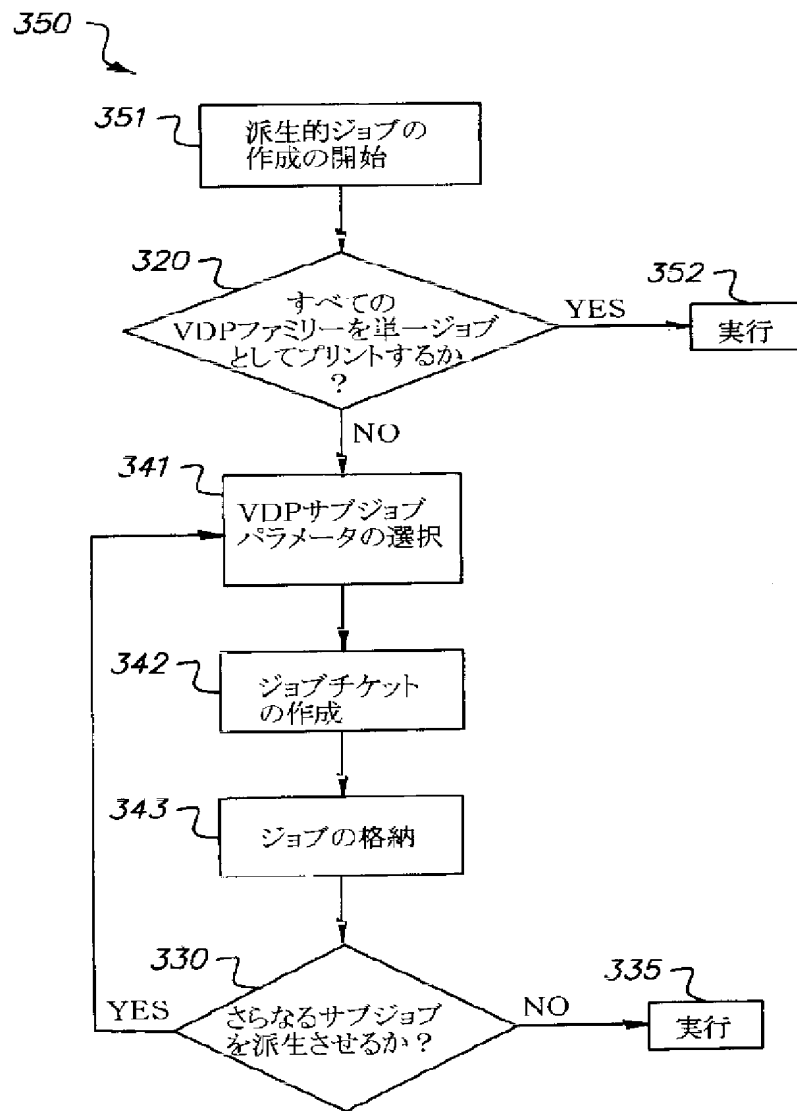 350
351
派生的ジョブの
作成の開始
320
すべての
VDPファミリーを単一ジョブ
としてプリントするか
?
YES
352
実行
NO
341
VDPサブジョブ
パラメータの選択
342
ジョブチケット
の作成
343
ジョブの格納
330
さらなるサブジョブ
を派生させるか?
YES
NO
335
実行